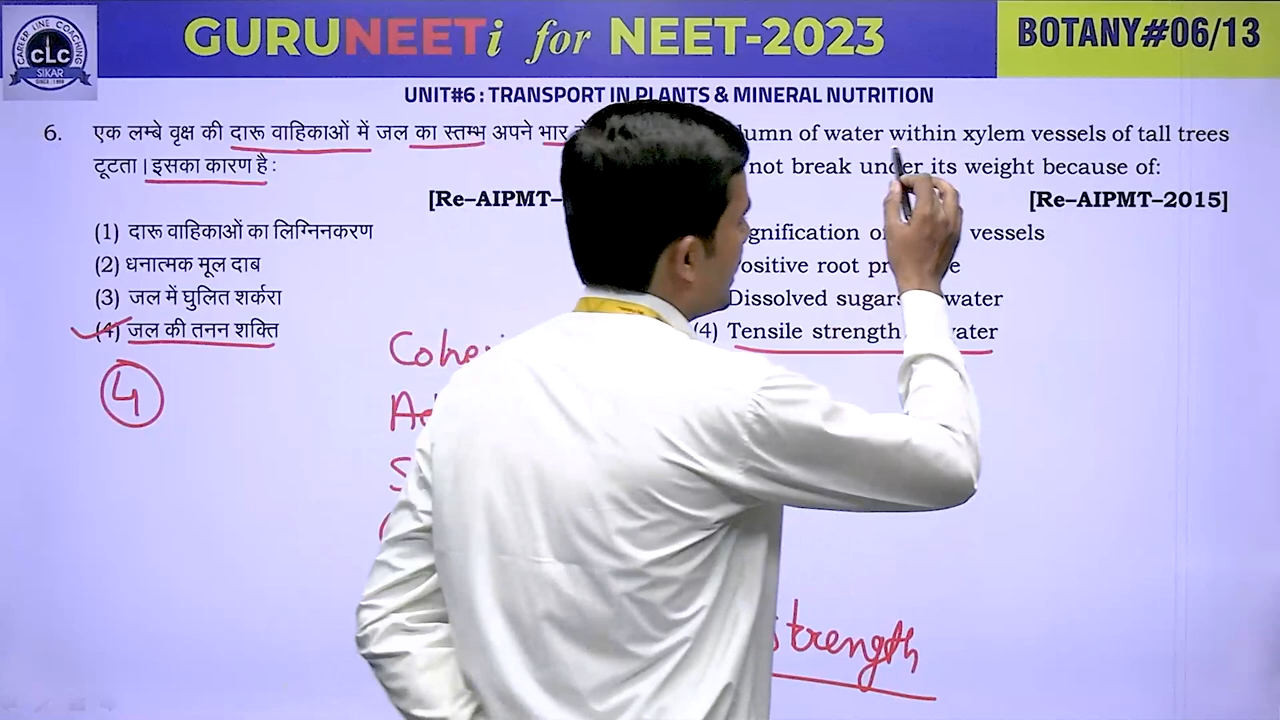 CAREER LINE COACHING
CLC
SIKAR
SINCE : 1996
GURUNEETi for NEET-2023
BOTANY#06/13
UNIT#6 : TRANSPORT IN PLANTS & MINERAL NUTRITION
6. एक लम्बे वृक्ष की दारू वाहिकाओं में जल का स्तम्भ अपने भार
टूटता। इसका कारण है :
[Re–AIPMT–
(1) दारू वाहिकाओं का लिग्निनकरण
(2) धनात्मक मूल दाब
(3) जल में घुलित शर्करा
(4) जल की तनन शक्ति
4
of water within xylem vessels of tall trees
not break under its weight because of:
[Re–AIPMT–2015]
vessels
root
Dissolved sugars water
(4) Tensile strength
strength